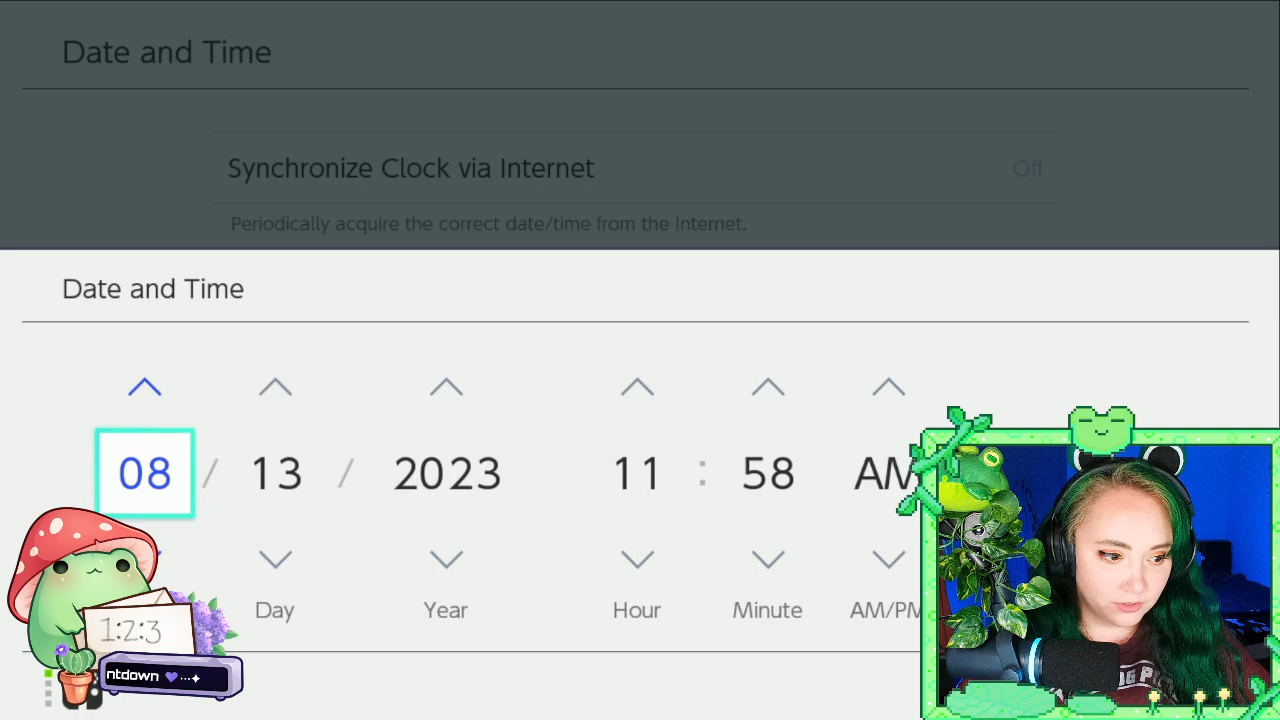 Date and Time
Synchronize Clock via Internet Off
Periodically acquire the correct date/time from the Internet.
Date and Time
08 / 13 / 2023 11 : 58 AM
Day Year Hour Minute AM/PM
1:2:3
ntdown